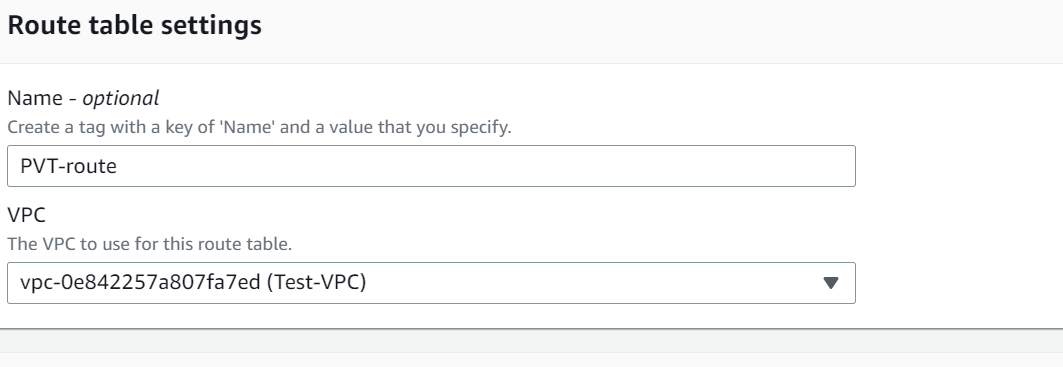 Route table settings
Name - optional
Create a tag with a key of 'Name' and a value that you specify.
PVT-route
VPC
The VPC to use for this route table.
vpc-0e842257a807fa7ed (Test-VPC)